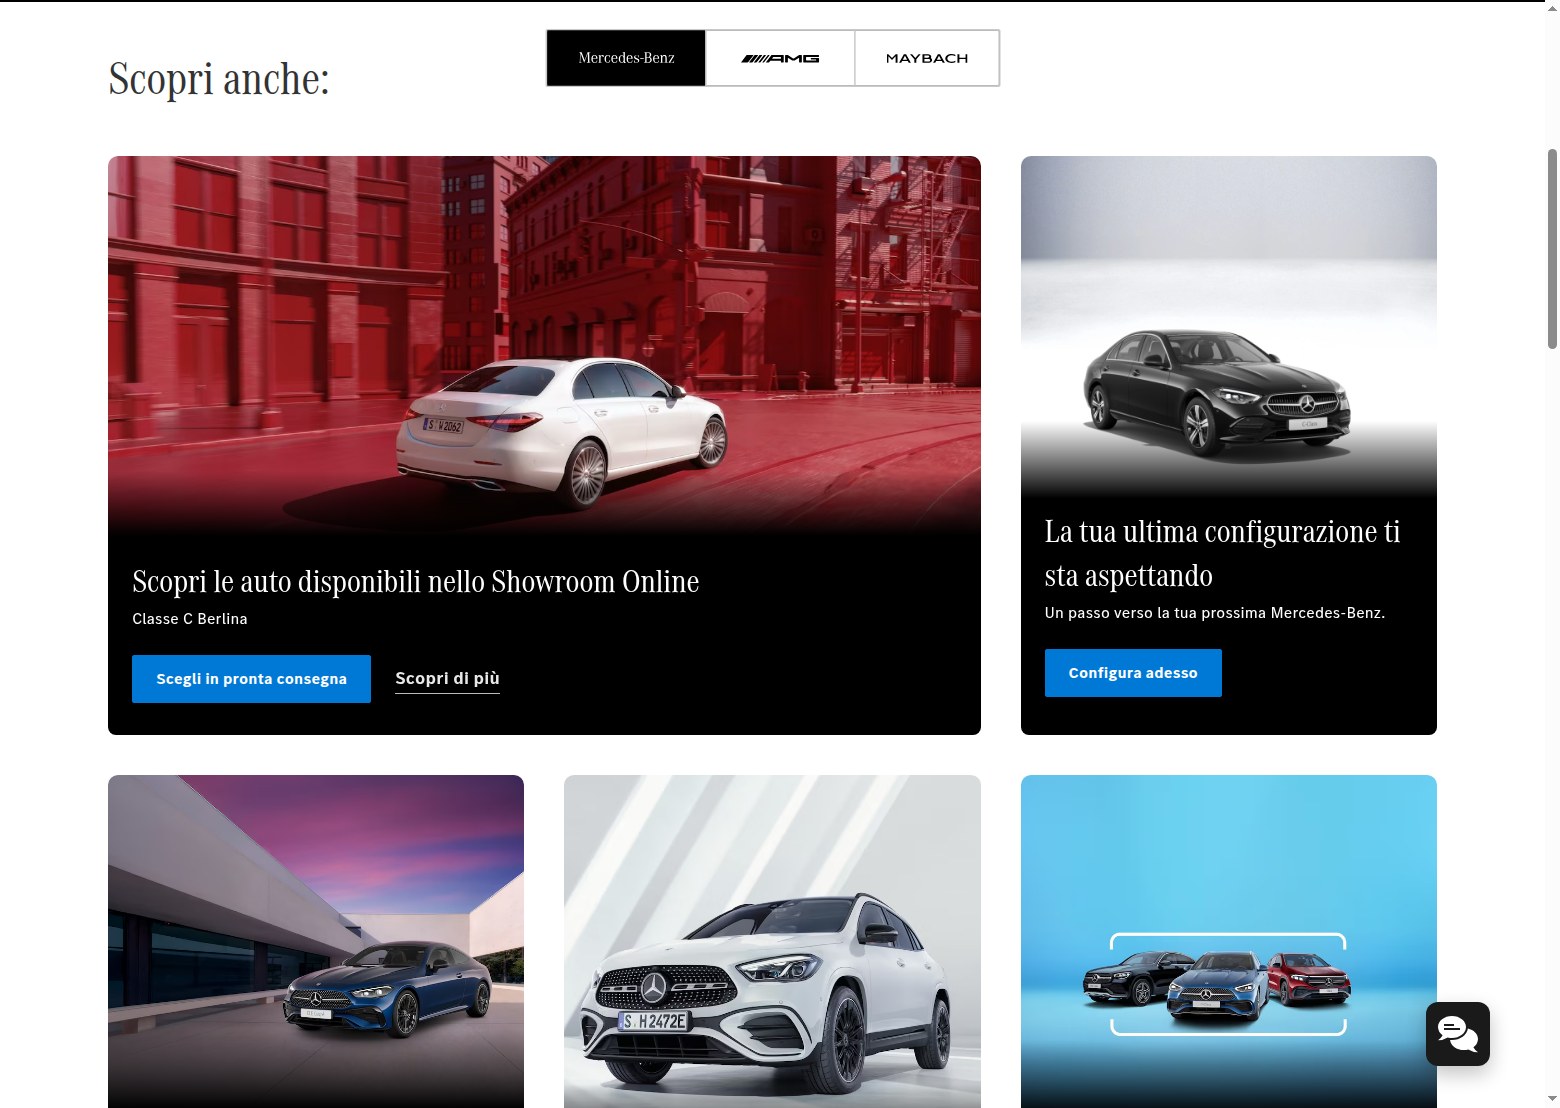 Scopri anche:
Mercedes-Benz
AMG
MAYBACH
S W 2062
Scopri le auto disponibili nello Showroom Online
Classe C Berlina
Scegli in pronta consegna
Scopri di più
La tua ultima configurazione ti
sta aspettando
Un passo verso la tua prossima Mercedes-Benz.
Configura adesso
S H 2472E